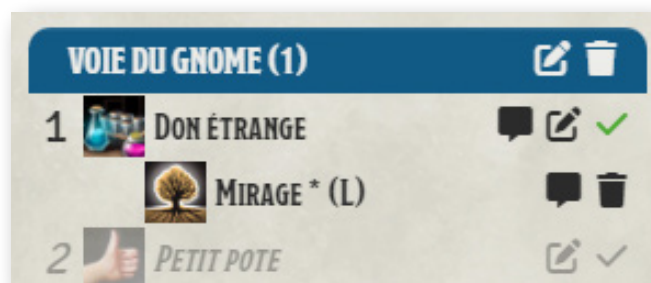 VOIE DU GNOME (1)
1 DON ÉTRANGE
MIRAGE * (L)
2 PETIT POTE